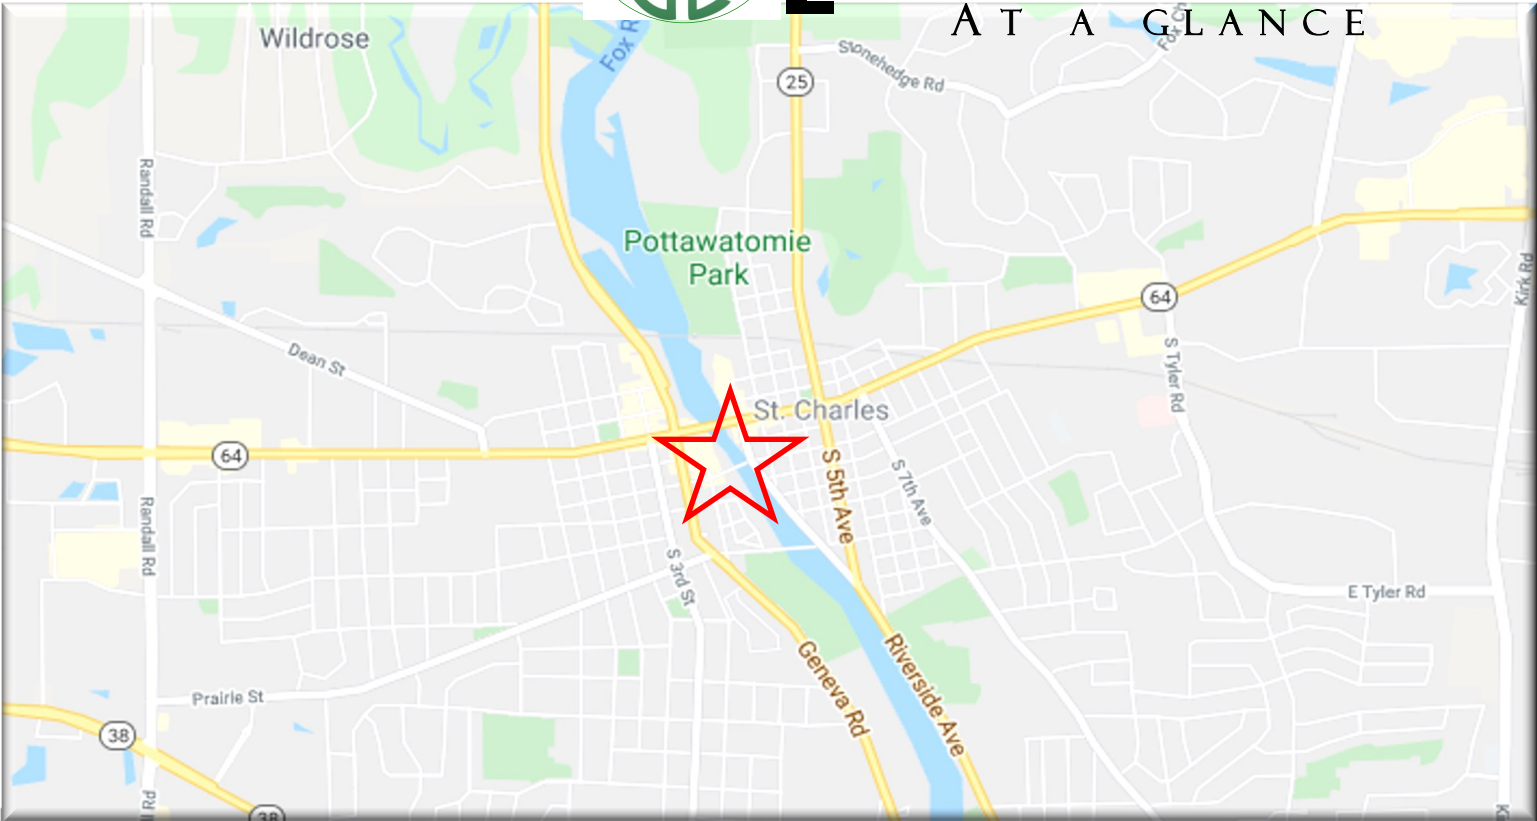 AT A GLANCE
Wildrose
Fox R
Stonehedge Rd
25
Randall Rd
Pottawatomie
Park
64
Kirk Rd
Dean St
S Tyler Rd
St. Charles
64
S 5th Ave
S 7th Ave
Randall Rd
S 3rd St
E Tyler Rd
Geneva Rd
Riverside Ave
Prairie St
38
38